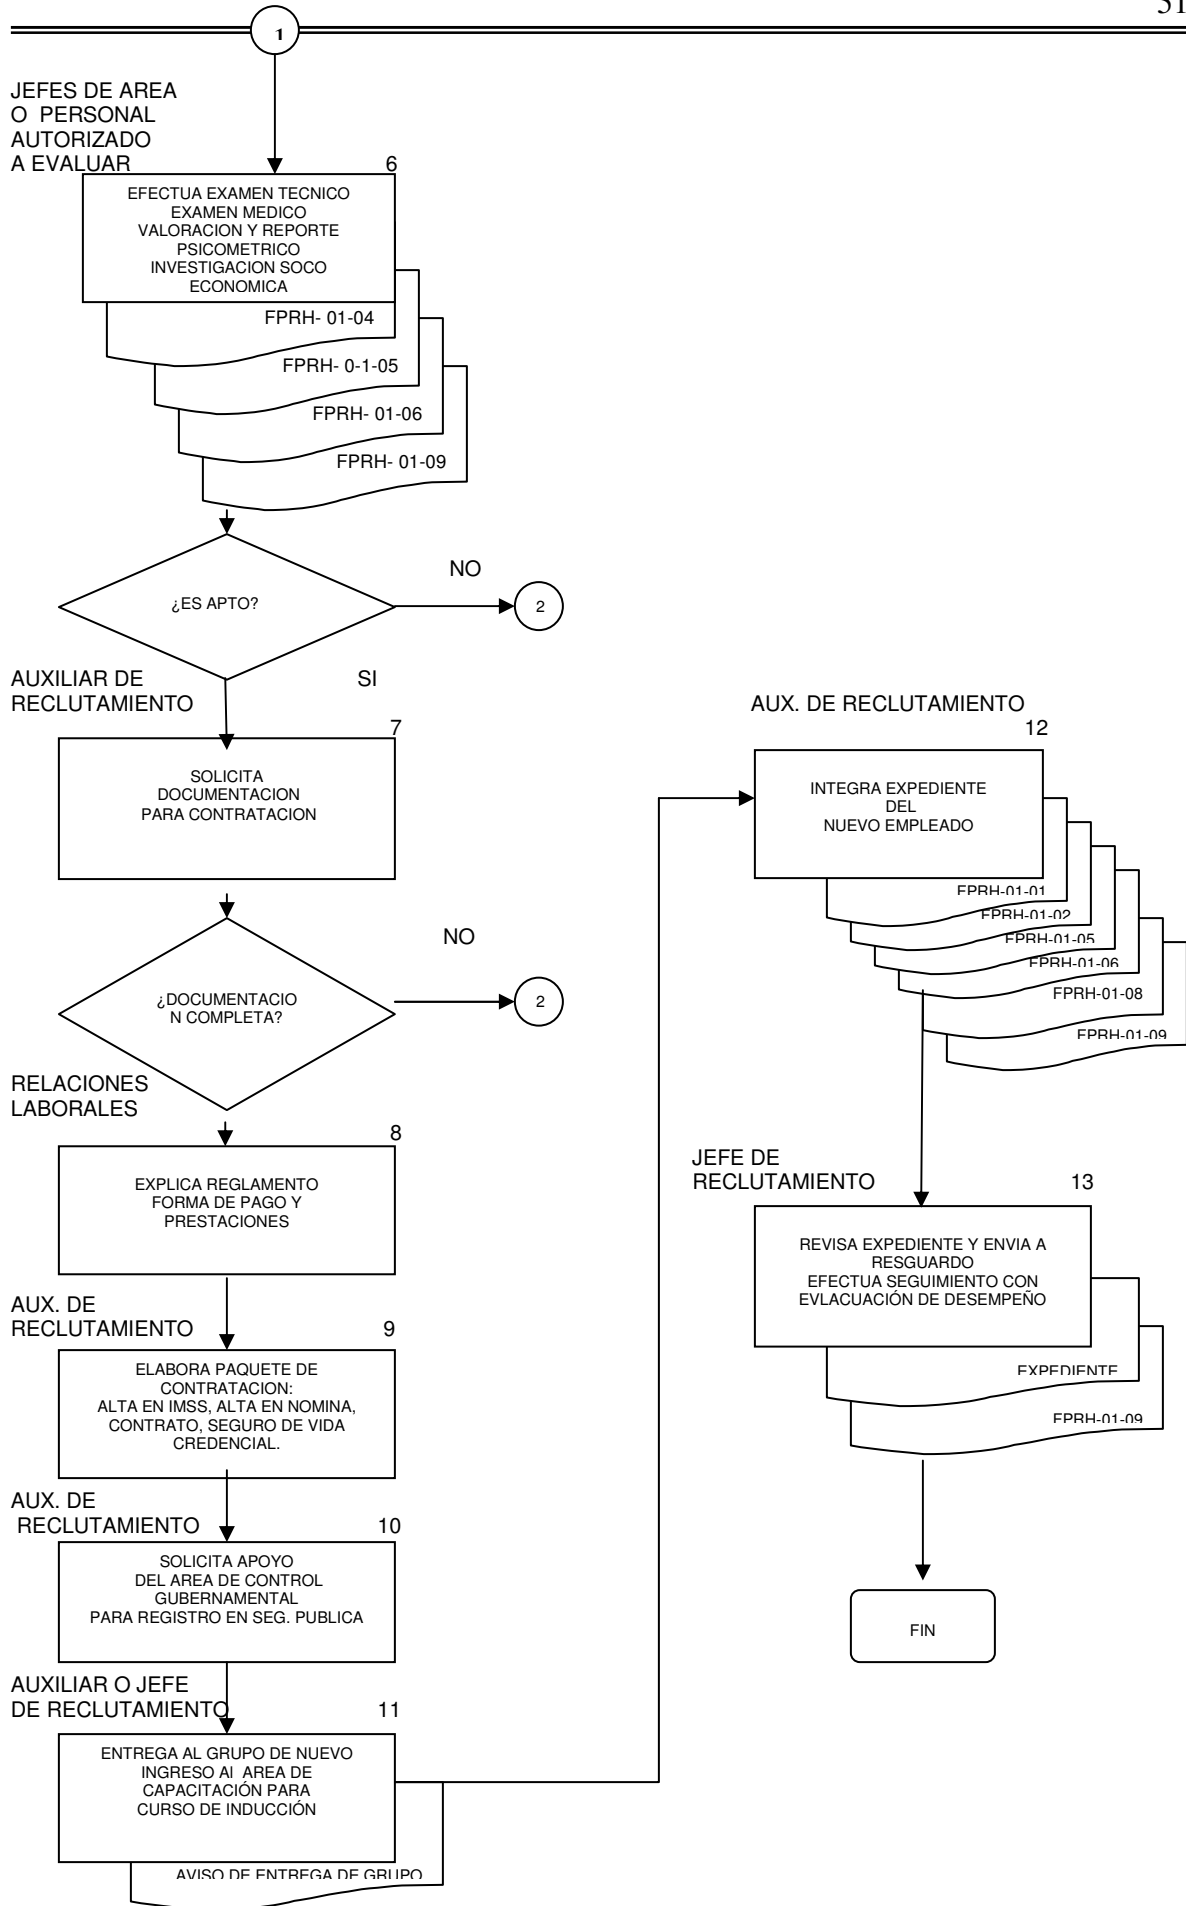 51
1
JEFES DE AREA
O PERSONAL
AUTORIZADO
A EVALUAR
6
EFECTUA EXAMEN TECNICO
EXAMEN MEDICO
VALORACION Y REPORTE
PSICOMETRICO
INVESTIGACION SOCO
ECONOMICA
FPRH- 01-04
FPRH- 0-1-05
FPRH- 01-06
FPRH- 01-09
¿ES APTO?
NO
2
SI
AUXILIAR DE
RECLUTAMIENTO
7
SOLICITA
DOCUMENTACION
PARA CONTRATACION
¿DOCUMENTACIO
N COMPLETA?
NO
2
RELACIONES
LABORALES
8
EXPLICA REGLAMENTO
FORMA DE PAGO Y
PRESTACIONES
AUX. DE
RECLUTAMIENTO
9
ELABORA PAQUETE DE
CONTRATACION:
ALTA EN IMSS, ALTA EN NOMINA,
CONTRATO, SEGURO DE VIDA
CREDENCIAL.
AUX. DE
RECLUTAMIENTO
10
SOLICITA APOYO
DEL AREA DE CONTROL
GUBERNAMENTAL
PARA REGISTRO EN SEG. PUBLICA
AUXILIAR O JEFE
DE RECLUTAMIENTO
11
ENTREGA AL GRUPO DE NUEVO
INGRESO Al AREA DE
CAPACITACIÓN PARA
CURSO DE INDUCCIÓN
AVISO DE ENTREGA DE GRUPO
AUX. DE RECLUTAMIENTO
12
INTEGRA EXPEDIENTE
DEL
NUEVO EMPLEADO
FPRH-01-01
FPRH-01-02
FPRH-01-05
FPRH-01-06
FPRH-01-08
FPRH-01-09
JEFE DE
RECLUTAMIENTO
13
REVISA EXPEDIENTE Y ENVIA A
RESGUARDO
EFECTUA SEGUIMIENTO CON
EVLACUACIÓN DE DESEMPEÑO
EXPEDIENTE
FPRH-01-09
FIN